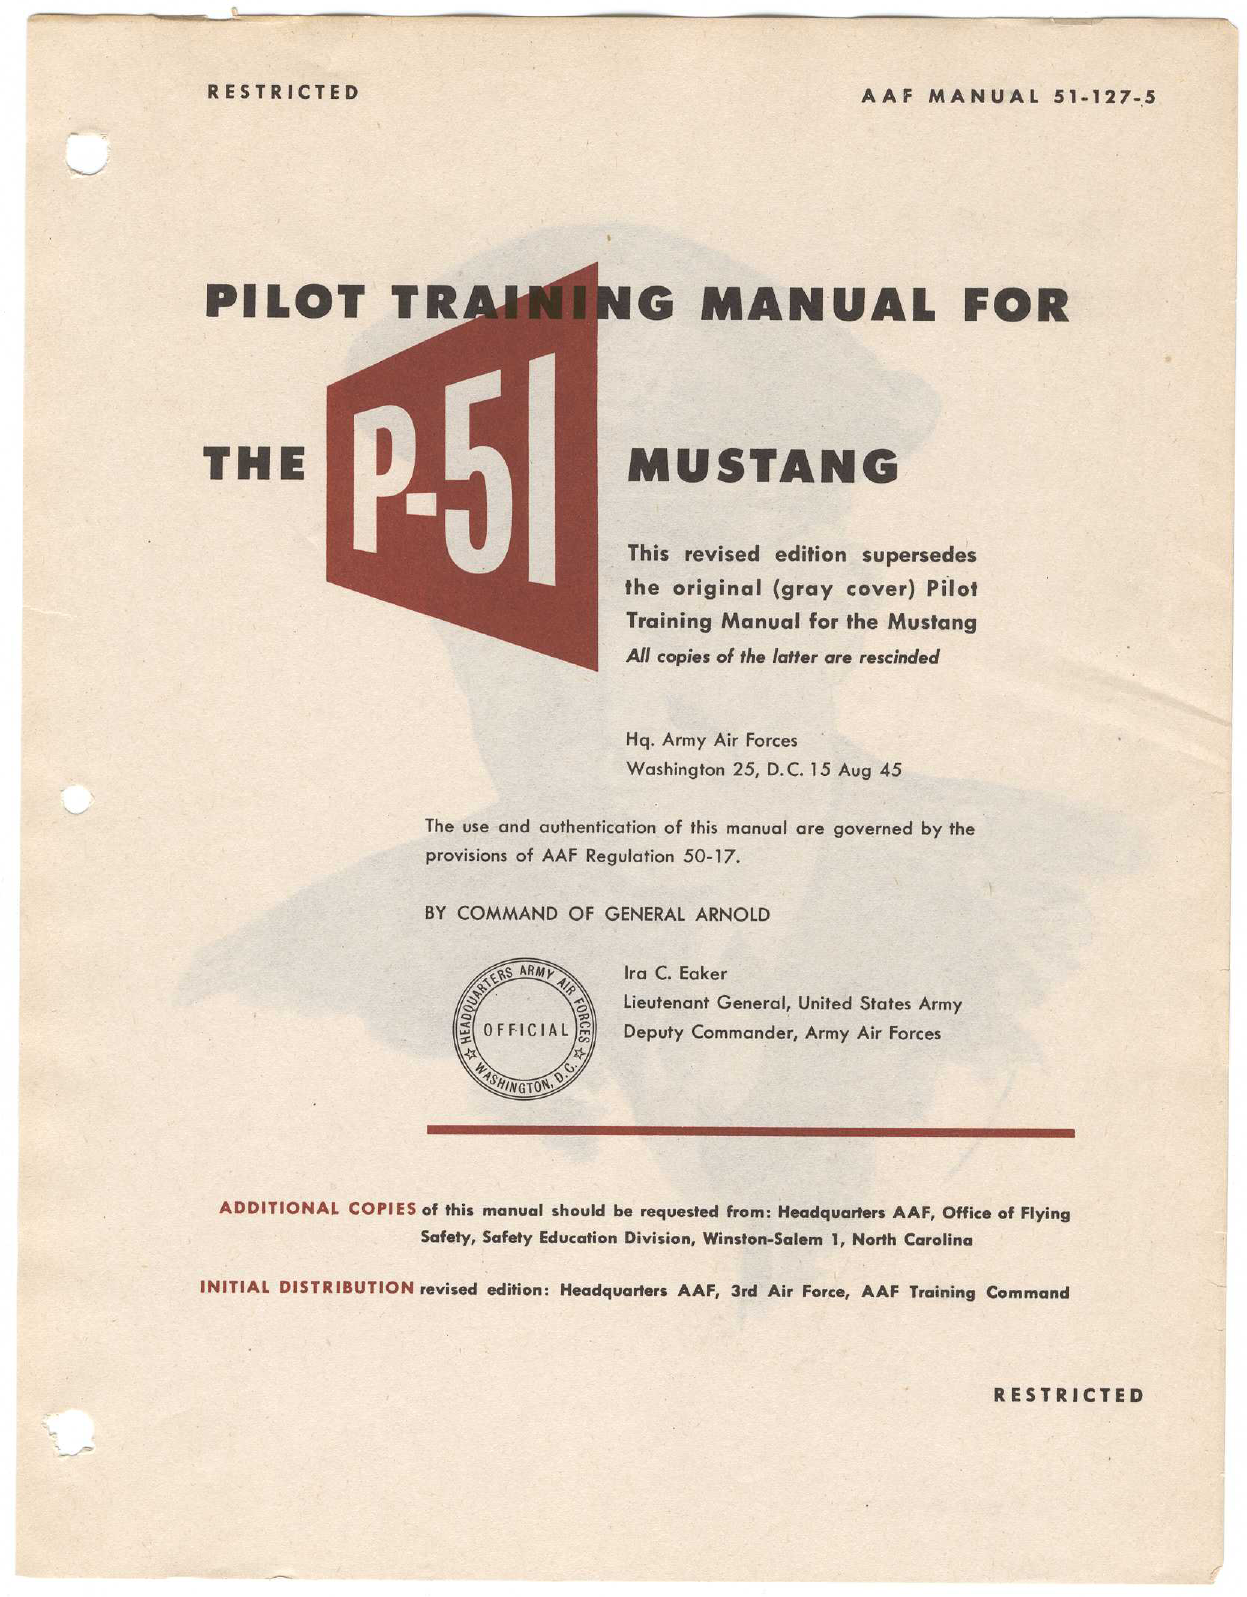 RESTRICTED
AAF MANUAL 51-127-5
PILOT TRAINING MANUAL FOR
THE P-51 MUSTANG
This revised edition supersedes
the original (gray cover) Pilot
Training Manual for the Mustang
All copies of the latter are rescinded
Hq. Army Air Forces
Washington 25, D.C. 15 Aug 45
The use and authentication of this manual are governed by the
provisions of AAF Regulation 50-17.
BY COMMAND OF GENERAL ARNOLD
HEADQUARTERS ARMY AIR FORCES
OFFICIAL
WASHINGTON, D.C.
Ira C. Eaker
Lieutenant General, United States Army
Deputy Commander, Army Air Forces
ADDITIONAL COPIES of this manual should be requested from: Headquarters AAF, Office of Flying
Safety, Safety Education Division, Winston-Salem 1, North Carolina
INITIAL DISTRIBUTION revised edition: Headquarters AAF, 3rd Air Force, AAF Training Command
RESTRICTED